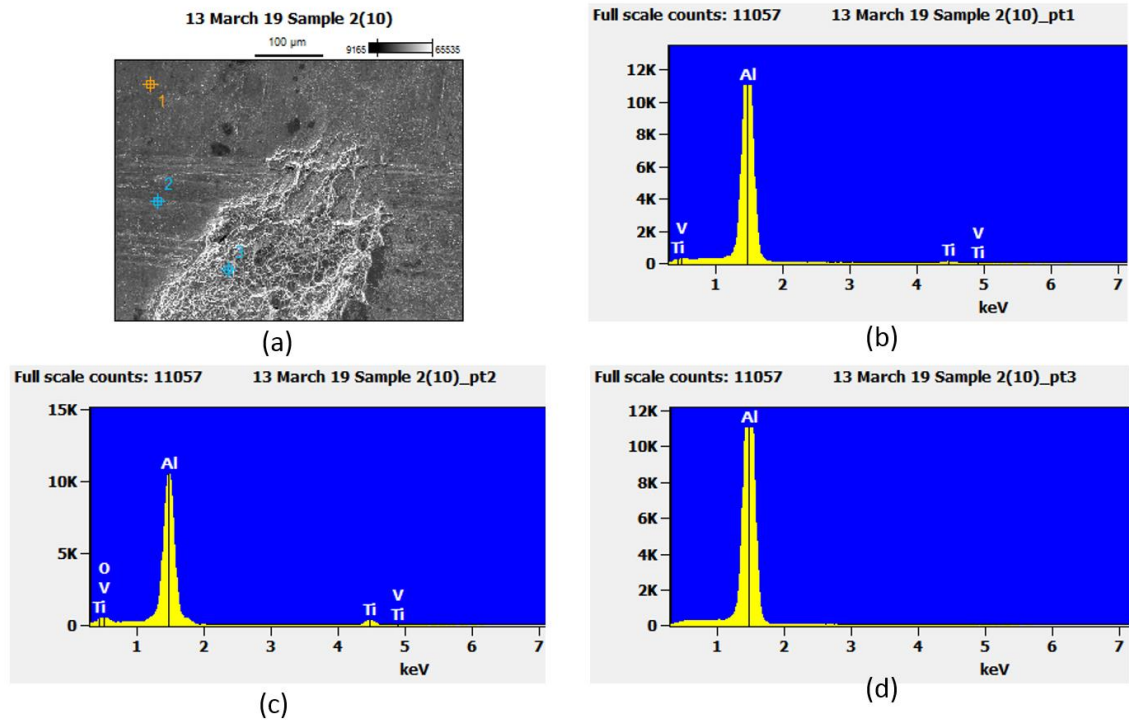 13 March 19 Sample 2(10)
100 µm
9165 65535
1
2
3
(a)
Full scale counts: 11057 13 March 19 Sample 2(10)_pt1
12K
10K
8K
6K
4K
2K
0
Al
V
Ti
Ti
V
Ti
1 2 3 4 5 6 7
keV
(b)
Full scale counts: 11057 13 March 19 Sample 2(10)_pt2
15K
10K
5K
0
Al
O
V
Ti
Ti
V
Ti
1 2 3 4 5 6 7
keV
(c)
Full scale counts: 11057 13 March 19 Sample 2(10)_pt3
12K
10K
8K
6K
4K
2K
0
Al
1 2 3 4 5 6 7
keV
(d)